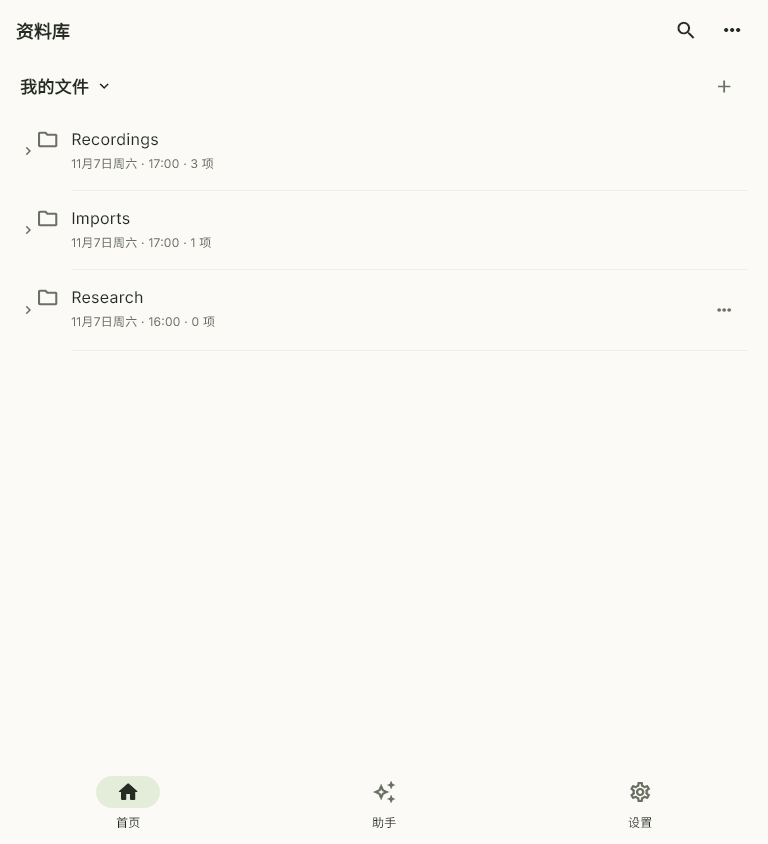 资料库
我的文件
Recordings
11月7日周六 · 17:00 · 3 项
Imports
11月7日周六 · 17:00 · 1 项
Research
11月7日周六 · 16:00 · 0 项
首页
助手
设置